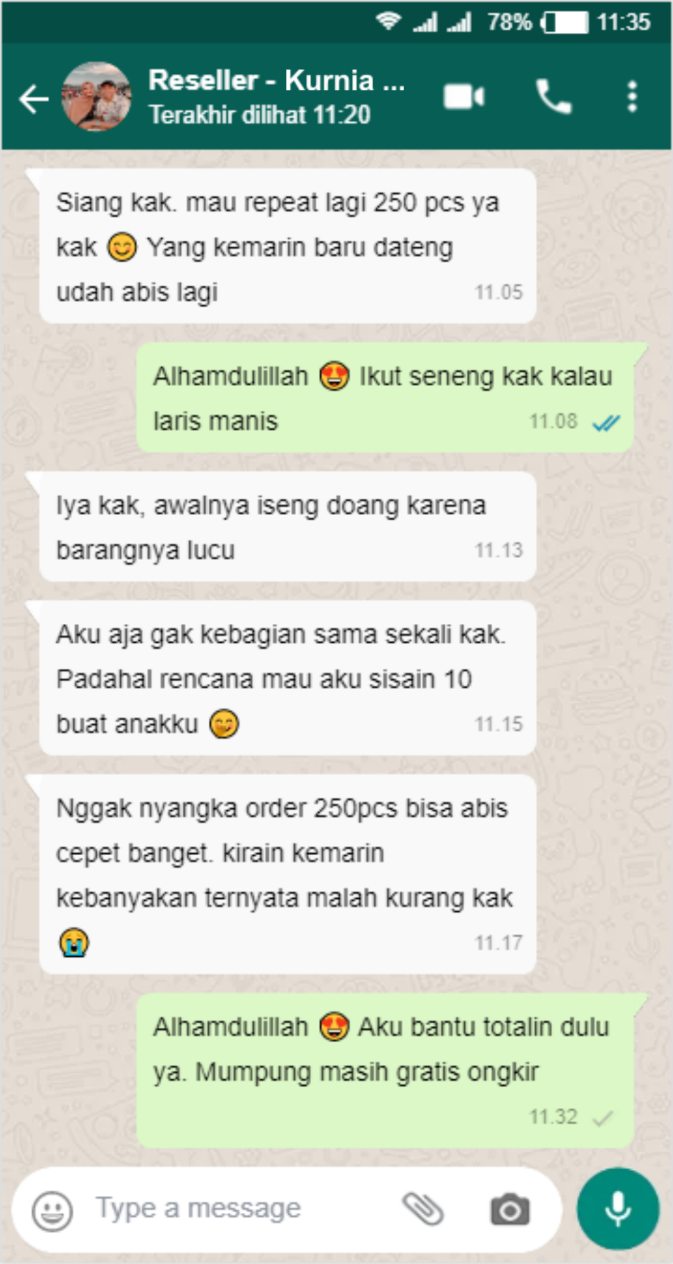 78% 11:35
Reseller - Kurnia ...
Terakhir dilihat 11:20
Siang kak. mau repeat lagi 250 pcs ya
kak 😊 Yang kemarin baru dateng
udah abis lagi 11.05
Alhamdulillah 😍 Ikut seneng kak kalau
laris manis 11.08
Iya kak, awalnya iseng doang karena
barangnya lucu 11.13
Aku aja gak kebagian sama sekali kak.
Padahal rencana mau aku sisain 10
buat anakku 😋 11.15
Nggak nyangka order 250pcs bisa abis
cepet banget. kirain kemarin
kebanyakan ternyata malah kurang kak
😭 11.17
Alhamdulillah 😍 Aku bantu totalin dulu
ya. Mumpung masih gratis ongkir
11.32
Type a message